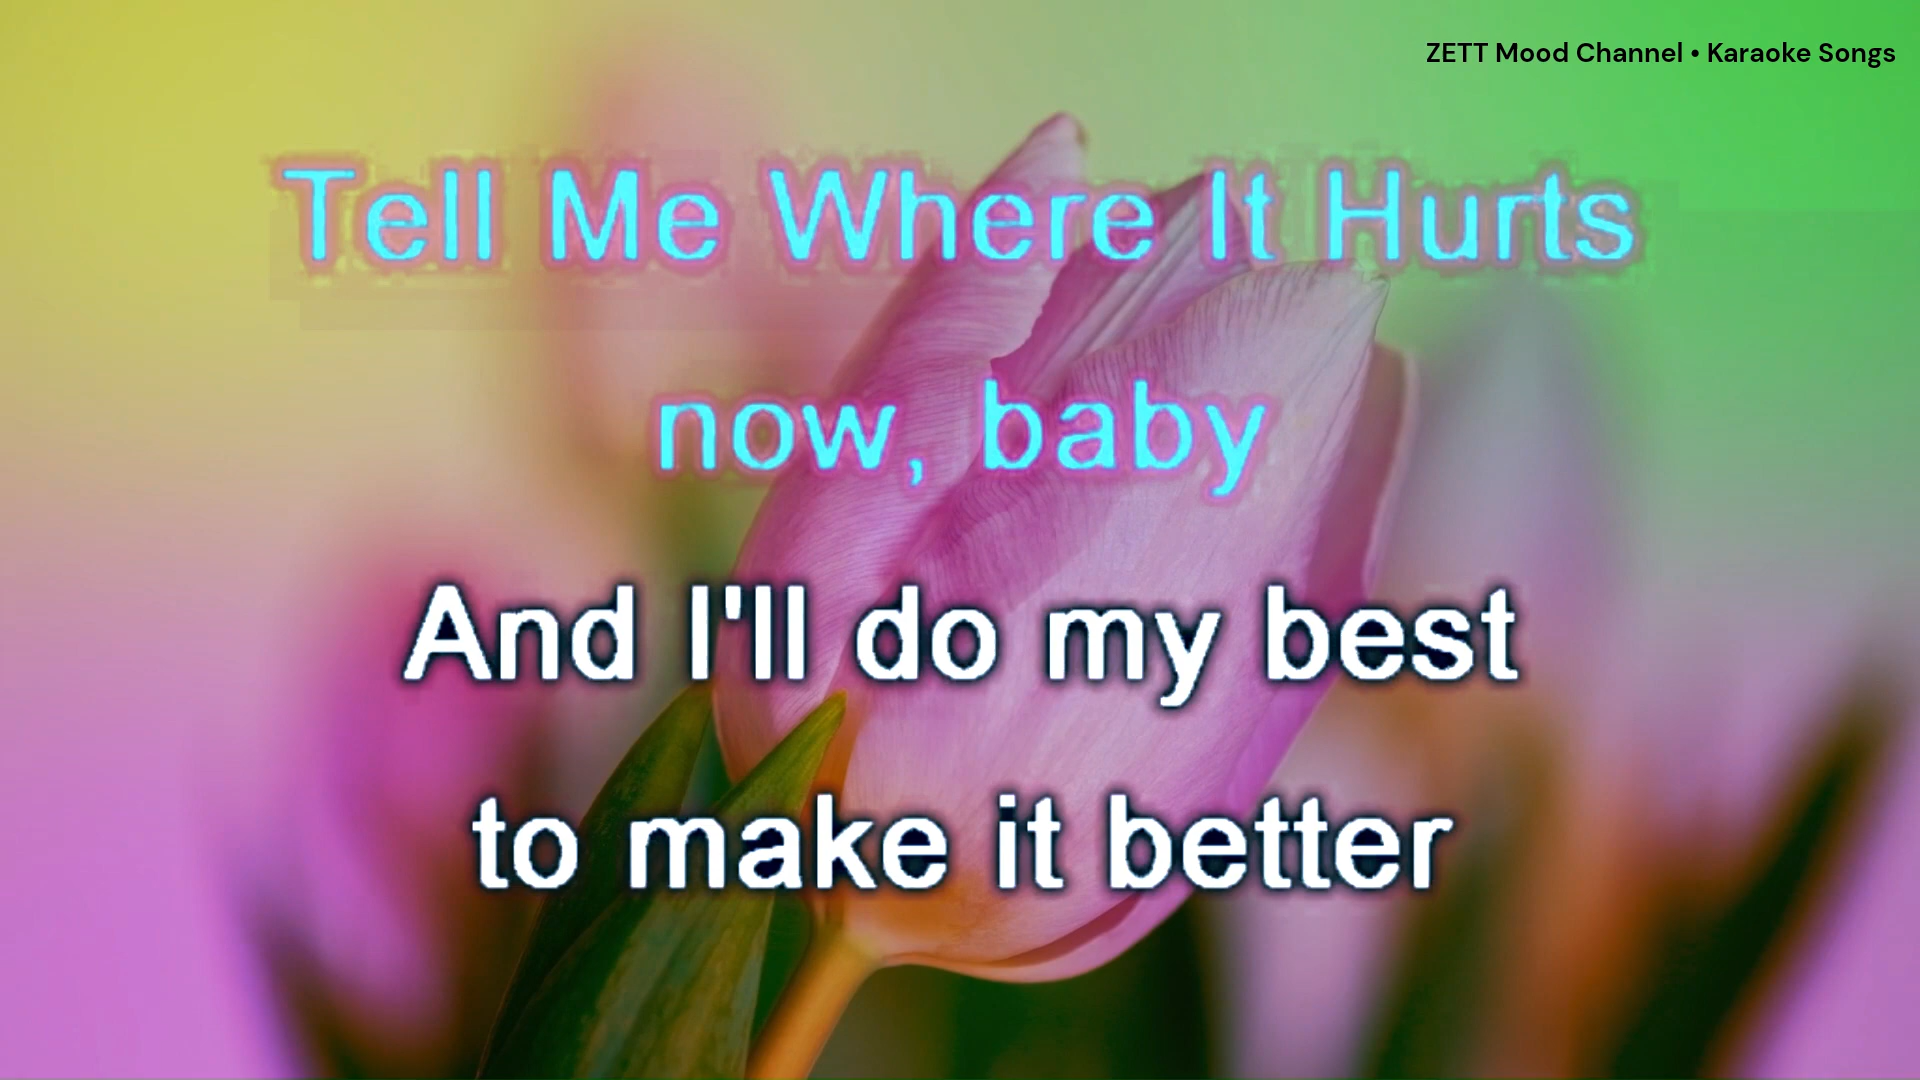 ZETT Mood Channel • Karaoke Songs
Tell Me Where It Hurts
now, baby
And I'll do my best
to make it better